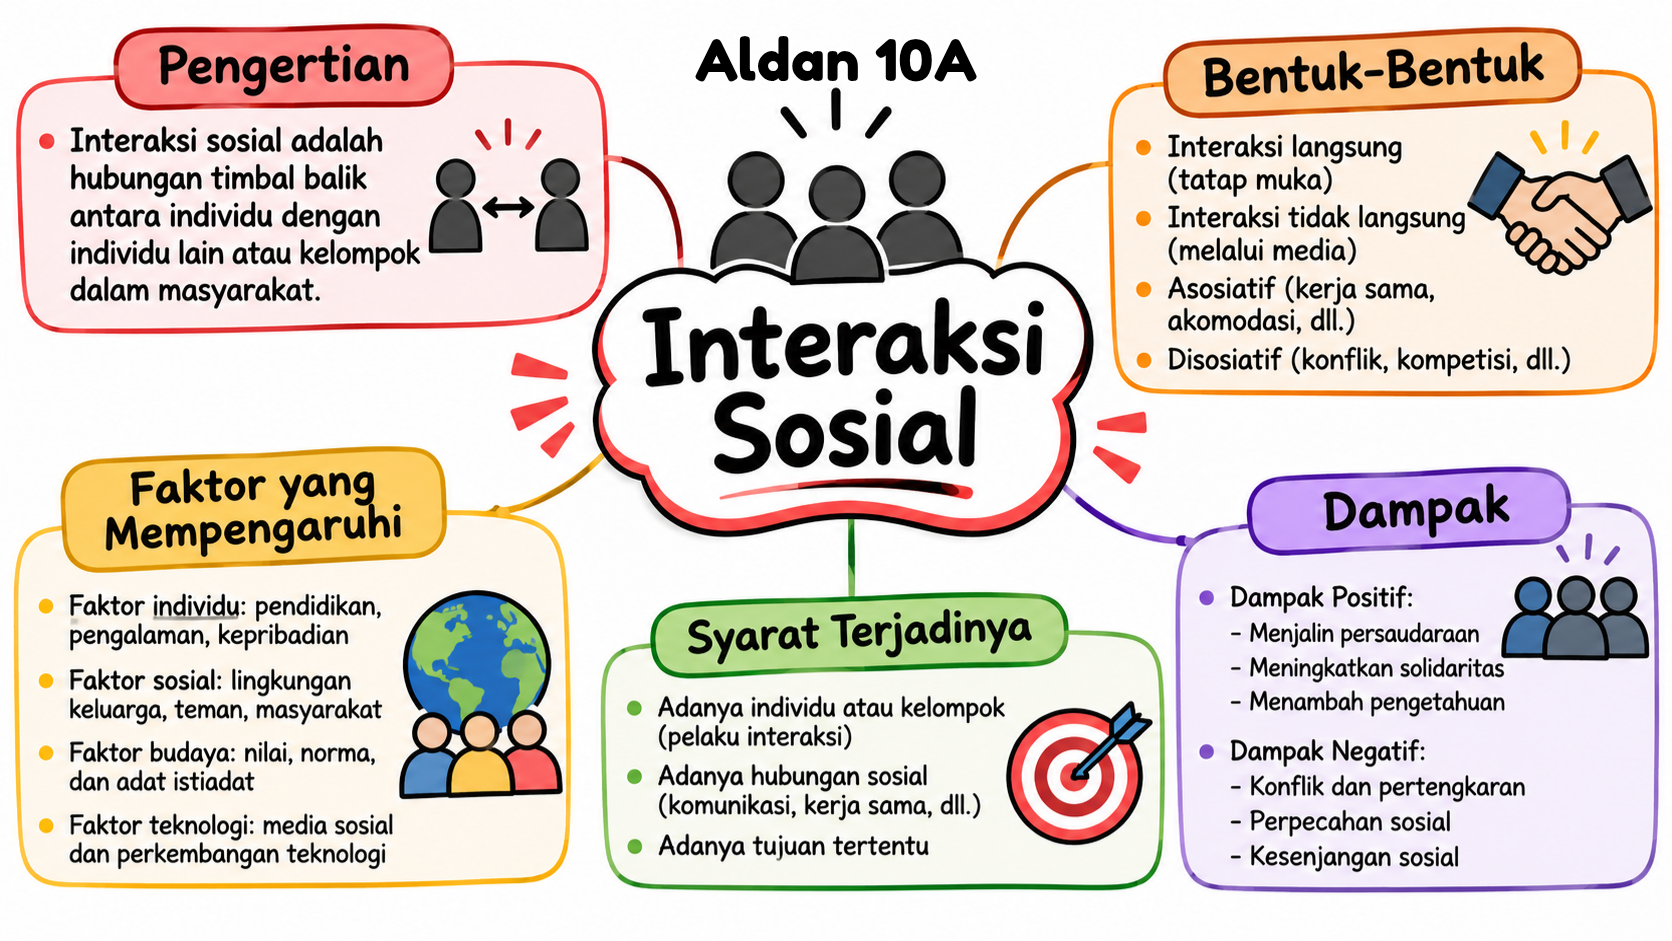 Aldan 10A
Interaksi
Sosial
Pengertian
Interaksi sosial adalah
hubungan timbal balik
antara individu dengan
individu lain atau kelompok
dalam masyarakat.
Bentuk-Bentuk
Interaksi langsung
(tatap muka)
Interaksi tidak langsung
(melalui media)
Asosiatif (kerja sama,
akomodasi, dll.)
Disosiatif (konflik, kompetisi, dll.)
Faktor yang
Mempengaruhi
Faktor individu: pendidikan,
pengalaman, kepribadian
Faktor sosial: lingkungan
keluarga, teman, masyarakat
Faktor budaya: nilai, norma,
dan adat istiadat
Faktor teknologi: media sosial
dan perkembangan teknologi
Syarat Terjadinya
Adanya individu atau kelompok
(pelaku interaksi)
Adanya hubungan sosial
(komunikasi, kerja sama, dll.)
Adanya tujuan tertentu
Dampak
Dampak Positif:
- Menjalin persaudaraan
- Meningkatkan solidaritas
- Menambah pengetahuan
Dampak Negatif:
- Konflik dan pertengkaran
- Perpecahan sosial
- Kesenjangan sosial